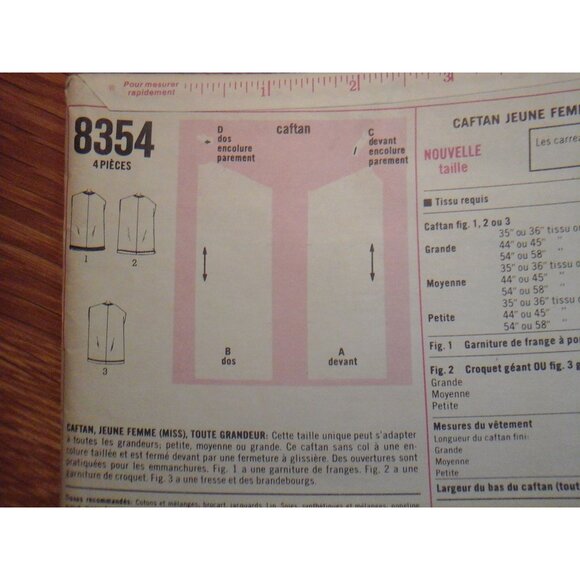 Pour mesurer
rapidement
1
2
3
8354
4 PIÈCES
1
2
3
caftan
D
dos
encolure
parement
C
devant
encolure
parement
B
dos
A
devant
CAFTAN, JEUNE FEMME (MISS), TOUTE GRANDEUR: Cette taille unique peut s'adapter
à toutes les grandeurs; petite, moyenne ou grande. Ce caftan sans col à une en-
colure taillée et est fermé devant par une fermeture à glissière. Des ouvertures sont
pratiquées pour les emmanchures. Fig. 1 a une garniture de franges. Fig. 2 a une
garniture de croquet. Fig. 3 a une tresse et des brandebourgs.
Tissus recommandés: Cotons et mélanges, brocart, jacquards, Lin, Soies, synthétiques et mélanges, popeline
CAFTAN JEUNE FEMM
NOUVELLE
taille
Les carrea
Tissu requis
Caftan fig. 1, 2 ou 3
35" ou 36" tissu o
Grande 44" ou 45" "
54" ou 58" "
35" ou 36" tissu o
Moyenne 44" ou 45" "
54" ou 58" "
35" ou 36" tissu
Petite 44" ou 45" "
54" ou 58" "
Fig. 1 Garniture de frange à po
Fig. 2 Croquet géant OU fig. 3 g
Grande
Moyenne
Petite
Mesures du vêtement
Longueur du caftan fini
Grande
Moyenne
Petite
Largeur du bas du caftan (tout